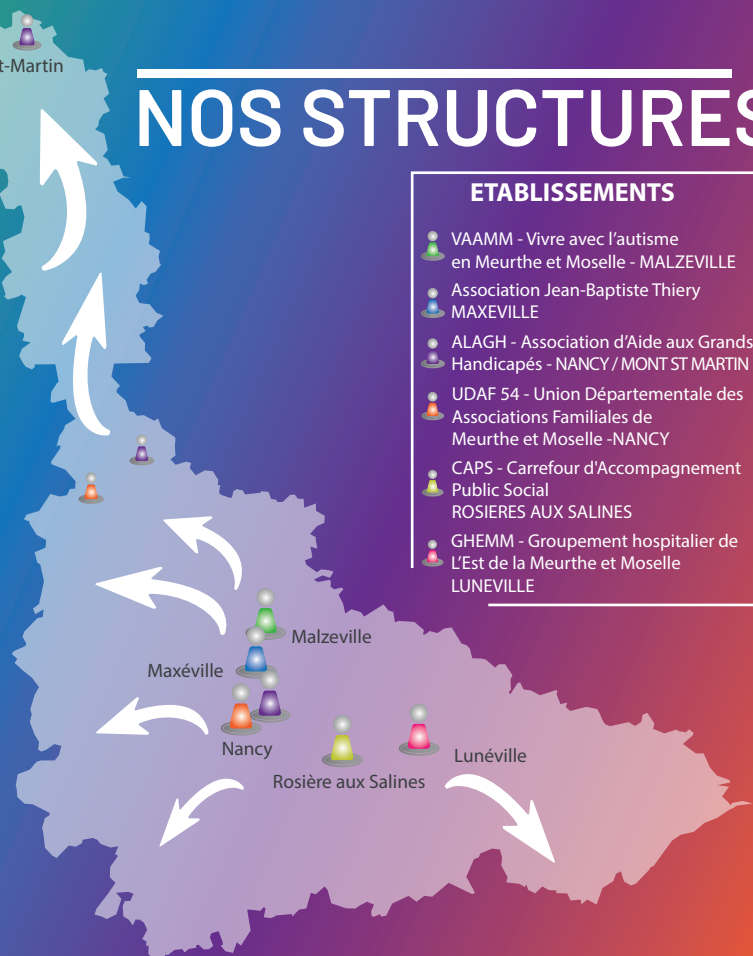 t-Martin
NOS STRUCTURES
ETABLISSEMENTS
VAAMM - Vivre avec l'autisme
en Meurthe et Moselle - MALZEVILLE
Association Jean-Baptiste Thiery
MAXEVILLE
ALAGH - Association d'Aide aux Grands
Handicapés - NANCY / MONT ST MARTIN
UDAF 54 - Union Départementale des
Associations Familiales de
Meurthe et Moselle -NANCY
CAPS - Carrefour d'Accompagnement
Public Social
ROSIERES AUX SALINES
GHEMM - Groupement hospitalier de
L'Est de la Meurthe et Moselle
LUNEVILLE
Malzeville
Maxéville
Nancy
Lunéville
Rosière aux Salines